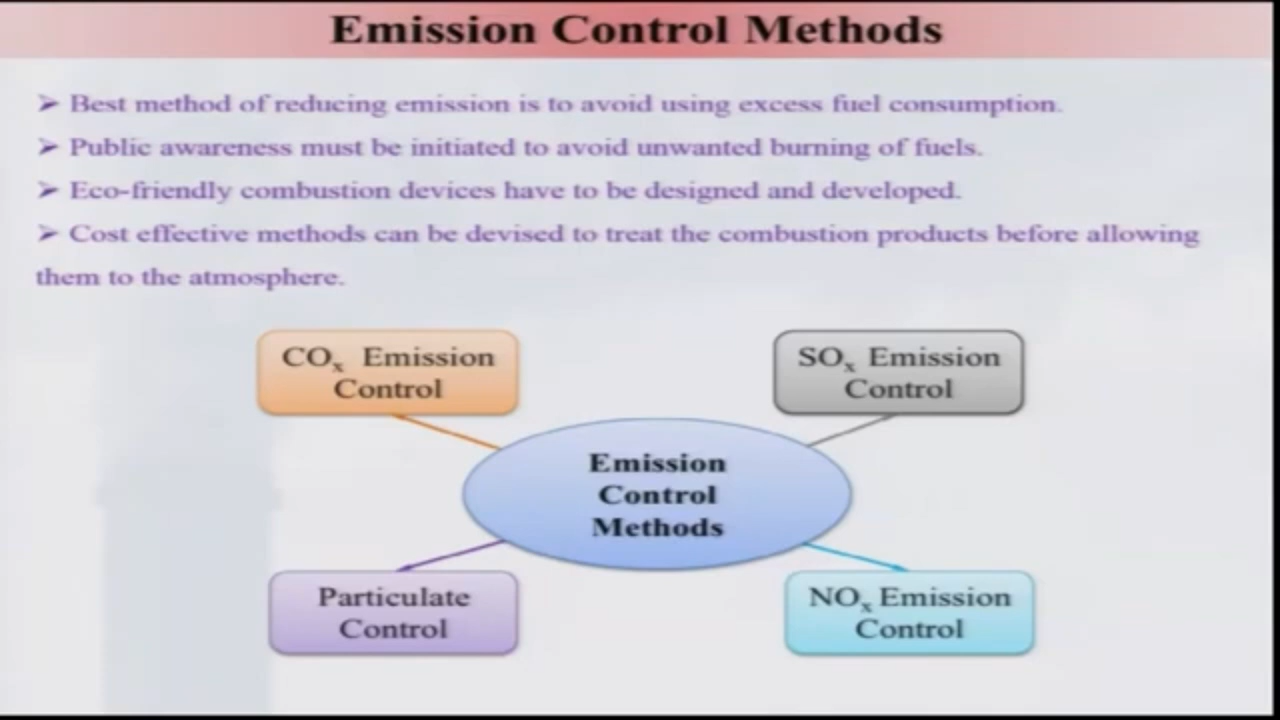 Emission Control Methods
➢ Best method of reducing emission is to avoid using excess fuel consumption.
➢ Public awareness must be initiated to avoid unwanted burning of fuels.
➢ Eco-friendly combustion devices have to be designed and developed.
➢ Cost effective methods can be devised to treat the combustion products before allowing
them to the atmosphere.
COₓ Emission
Control
SOₓ Emission
Control
Emission
Control
Methods
Particulate
Control
NOₓ Emission
Control